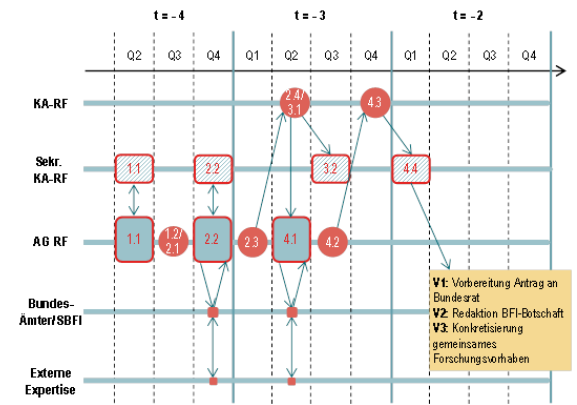 t = - 4 t = - 3 t = - 2
Q2 Q3 Q4 Q1 Q2 Q3 Q4 Q1 Q2 Q3 Q4
KA-RF
2.4/
3.1
4.3
Sekr.
KA-RF
1.1 2.2 3.2 4.4
AG RF
1.1
1.2/
2.1
2.2 2.3 4.1 4.2
V1: Vorbereitung Antrag an
Bundesrat
V2: Redaktion BFI-Botschaft
V3: Konkretisierung
gemeinsames
Forschungsvorhaben
Bundes-
Ämter/SBFI
Externe
Expertise